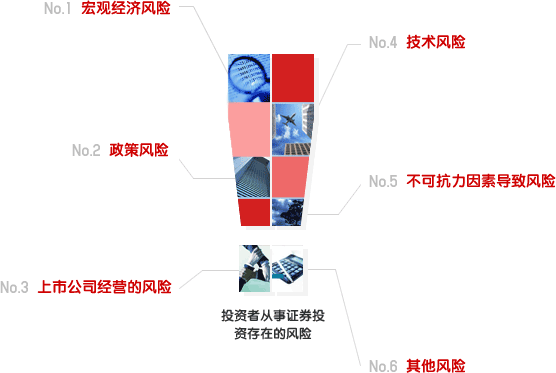 No.1 宏观经济风险
No.4 技术风险
No.2 政策风险
No.5 不可抗力因素导致风险
No.3 上市公司经营的风险
投资者从事证券投
资存在的风险
No.6 其他风险